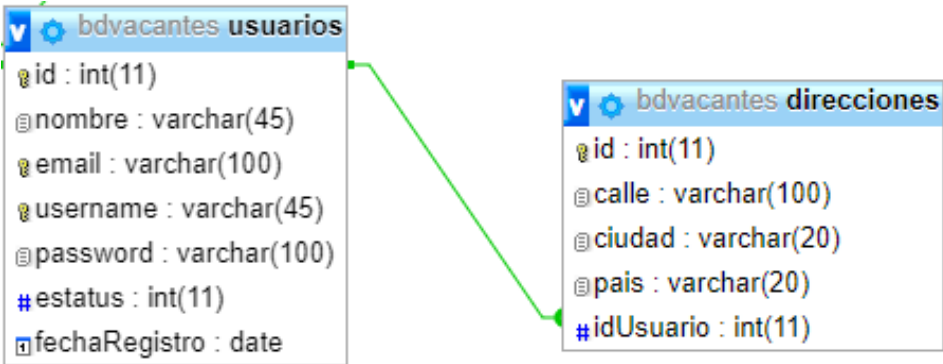 bdvacantes usuarios
id : int(11)
nombre : varchar(45)
email : varchar(100)
username : varchar(45)
password : varchar(100)
#estatus : int(11)
fechaRegistro : date
bdvacantes direcciones
id : int(11)
calle : varchar(100)
ciudad : varchar(20)
pais : varchar(20)
#idUsuario : int(11)